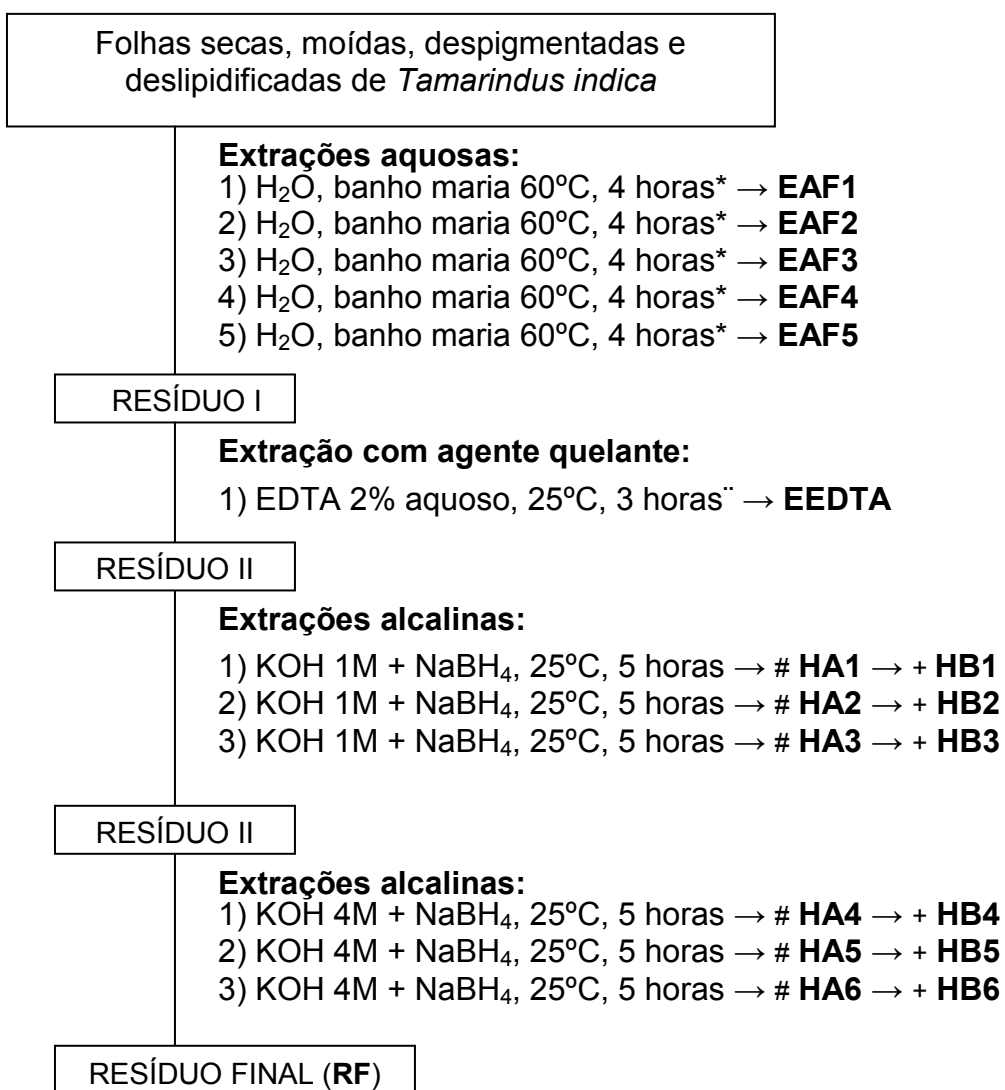 Folhas secas, moídas, despigmentadas e
deslipidificadas de Tamarindus indica
Extrações aquosas:
1) H₂O, banho maria 60ºC, 4 horas* → EAF1
2) H₂O, banho maria 60ºC, 4 horas* → EAF2
3) H₂O, banho maria 60ºC, 4 horas* → EAF3
4) H₂O, banho maria 60ºC, 4 horas* → EAF4
5) H₂O, banho maria 60ºC, 4 horas* → EAF5
RESÍDUO I
Extração com agente quelante:
1) EDTA 2% aquoso, 25ºC, 3 horas¨ → EEDTA
RESÍDUO II
Extrações alcalinas:
1) KOH 1M + NaBH₄, 25ºC, 5 horas → # HA1 → + HB1
2) KOH 1M + NaBH₄, 25ºC, 5 horas → # HA2 → + HB2
3) KOH 1M + NaBH₄, 25ºC, 5 horas → # HA3 → + HB3
RESÍDUO II
Extrações alcalinas:
1) KOH 4M + NaBH₄, 25ºC, 5 horas → # HA4 → + HB4
2) KOH 4M + NaBH₄, 25ºC, 5 horas → # HA5 → + HB5
3) KOH 4M + NaBH₄, 25ºC, 5 horas → # HA6 → + HB6
RESÍDUO FINAL (RF)